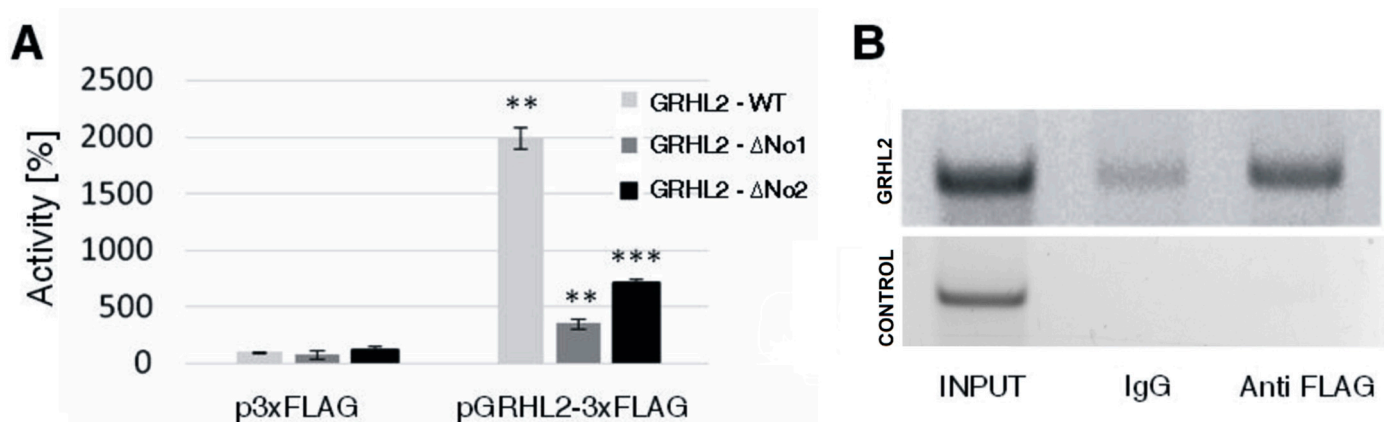 A
Activity [%]
2500
2000
1500
1000
500
0
**
**
***
GRHL2 - WT
GRHL2 - ΔNo1
GRHL2 - ΔNo2
p3xFLAG
pGRHL2-3xFLAG
B
GRHL2
CONTROL
INPUT
IgG
Anti FLAG